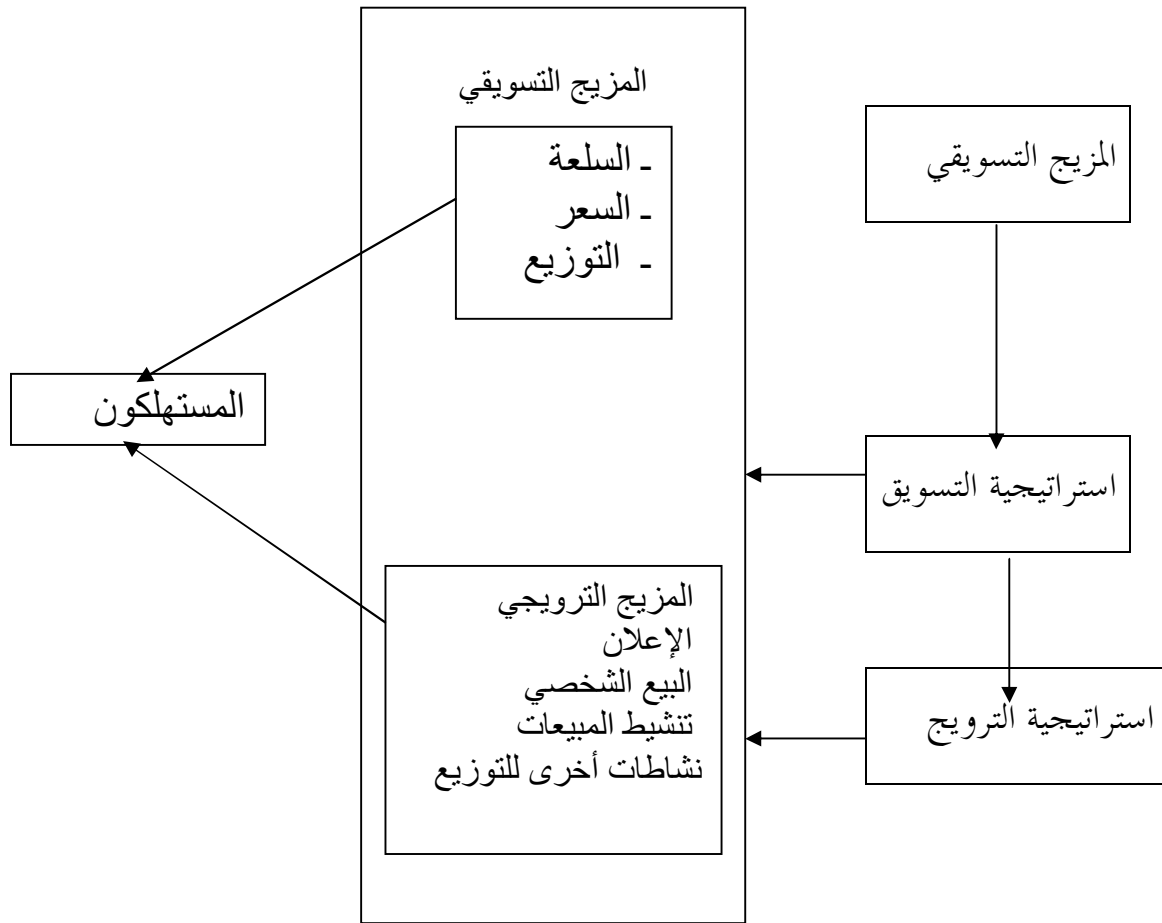 المزيج التسويقي
استراتيجية التسويق
استراتيجية الترويج
المزيج التسويقي
- السلعة
- السعر
- التوزيع
المزيج الترويجي
الإعلان
البيع الشخصي
تنشيط المبيعات
نشاطات أخرى للتوزيع
المستهلكون